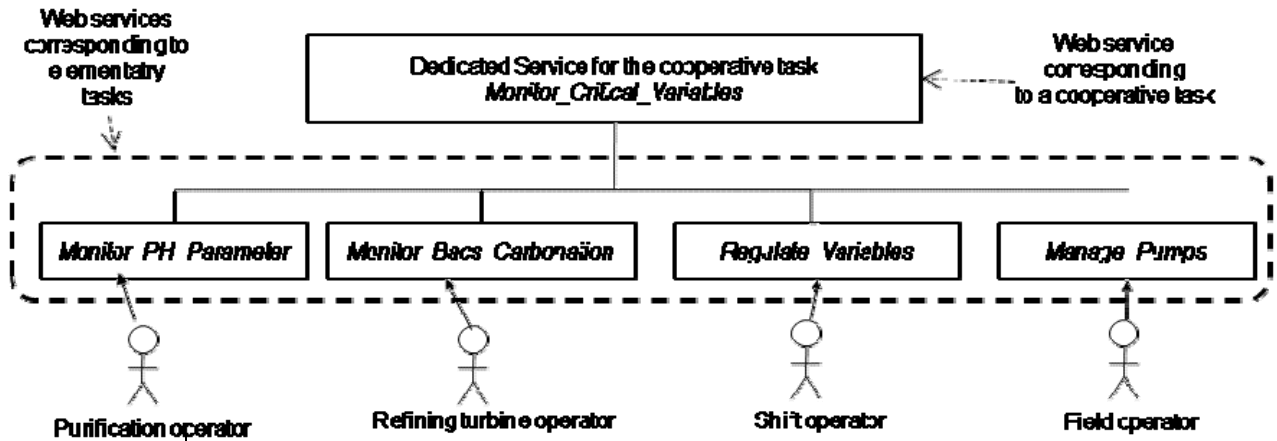 Web services
corresponding to
elementatry
tasks
Dedicated Service for the cooperative task
Monitor_Critical_Variables
Web service
corresponding
to a cooperative task
Monitor PH Parameter
Monitor Bacs Carbonation
Regulate Variables
Manage Pumps
Purification operator
Refining turbine operator
Shift operator
Field operator